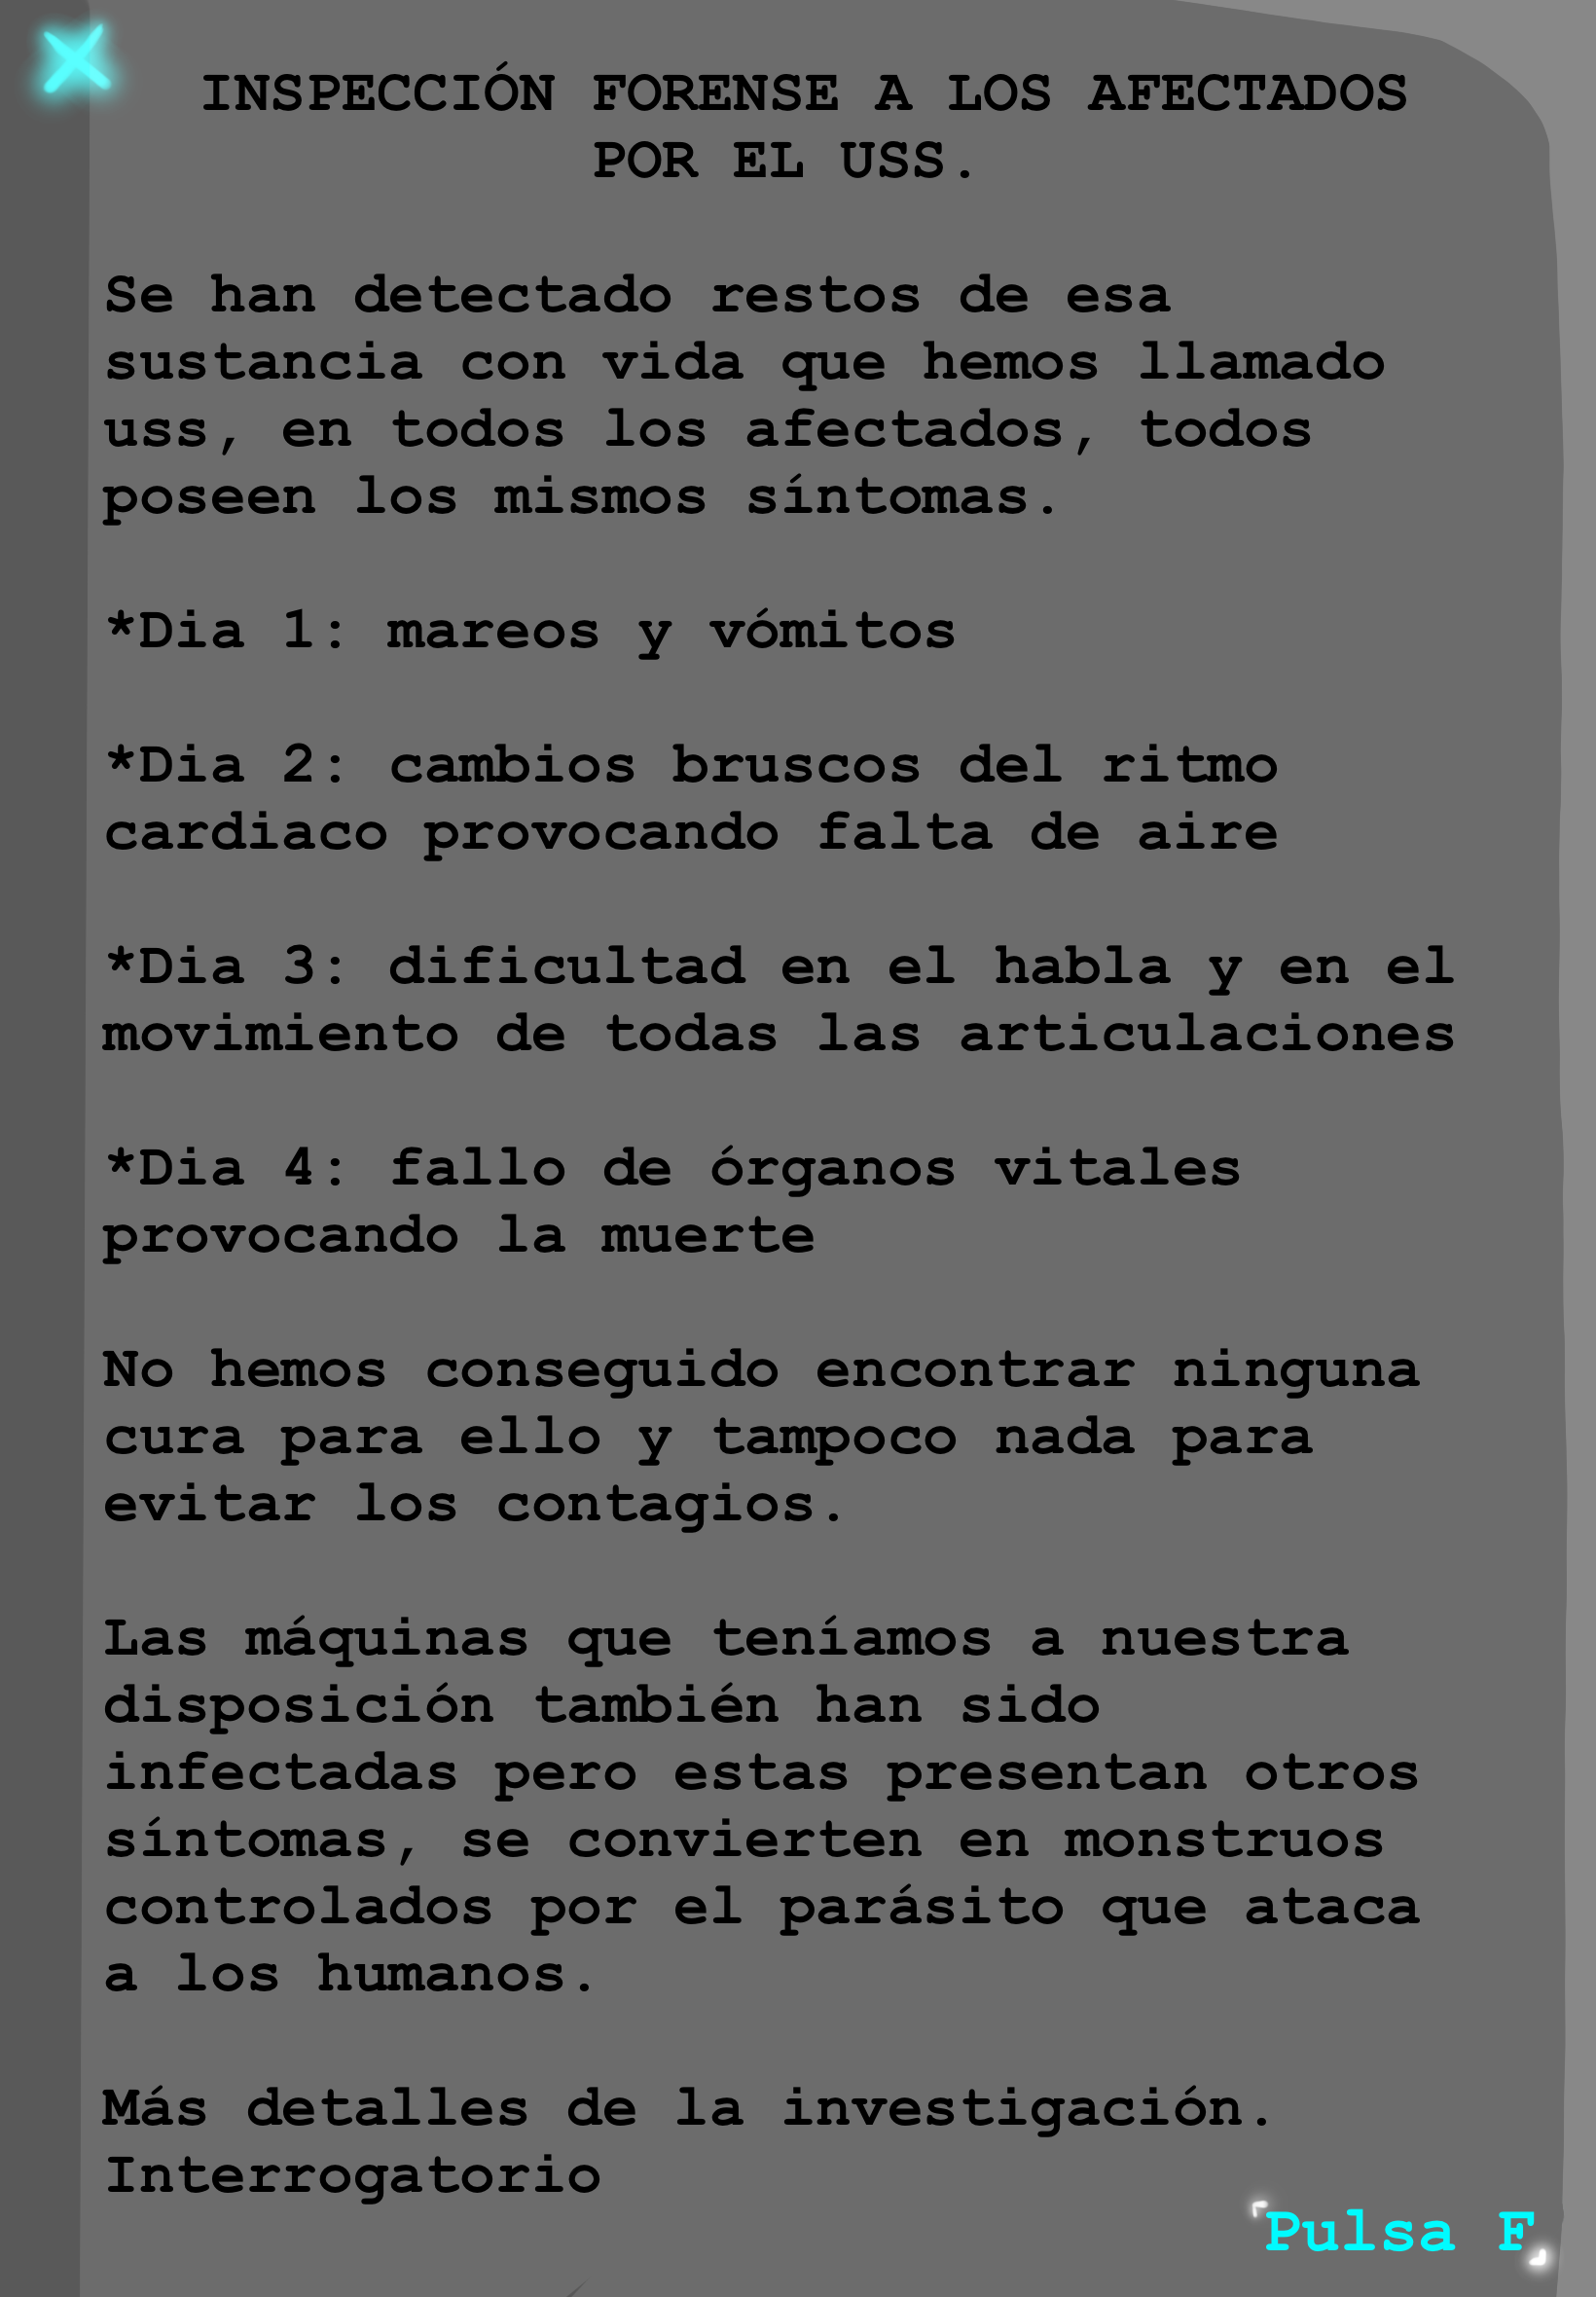 INSPECCIÓN FORENSE A LOS AFECTADOS
POR EL USS.
Se han detectado restos de esa
sustancia con vida que hemos llamado
uss, en todos los afectados, todos
poseen los mismos síntomas.
*Dia 1: mareos y vómitos
*Dia 2: cambios bruscos del ritmo
cardiaco provocando falta de aire
*Dia 3: dificultad en el habla y en el
movimiento de todas las articulaciones
*Dia 4: fallo de órganos vitales
provocando la muerte
No hemos conseguido encontrar ninguna
cura para ello y tampoco nada para
evitar los contagios.
Las máquinas que teníamos a nuestra
disposición también han sido
infectadas pero estas presentan otros
síntomas, se convierten en monstruos
controlados por el parásito que ataca
a los humanos.
Más detalles de la investigación.
Interrogatorio
Pulsa F